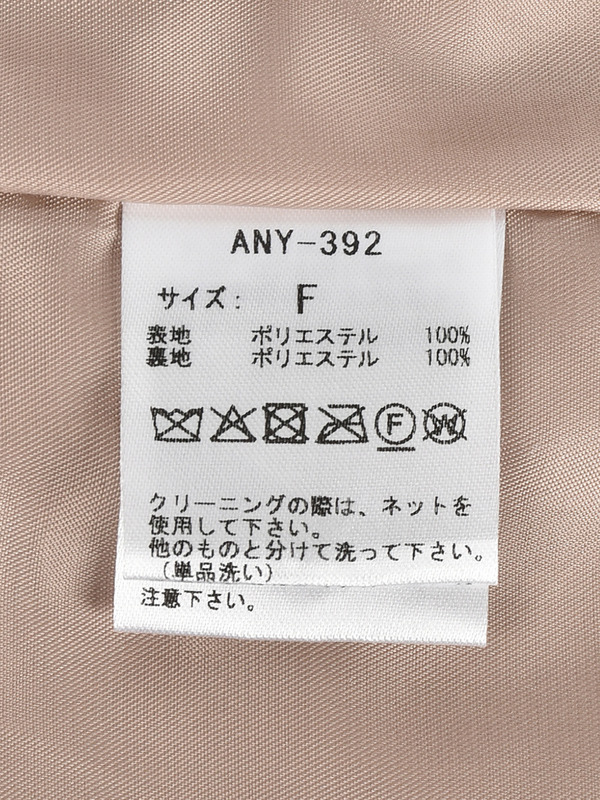 ANY-392
サイズ: F
表地 ポリエステル 100%
裏地 ポリエステル 100%
F W
クリーニングの際は、ネットを
使用して下さい。
他のものと分けて洗って下さい。
(単品洗い)
注意下さい。